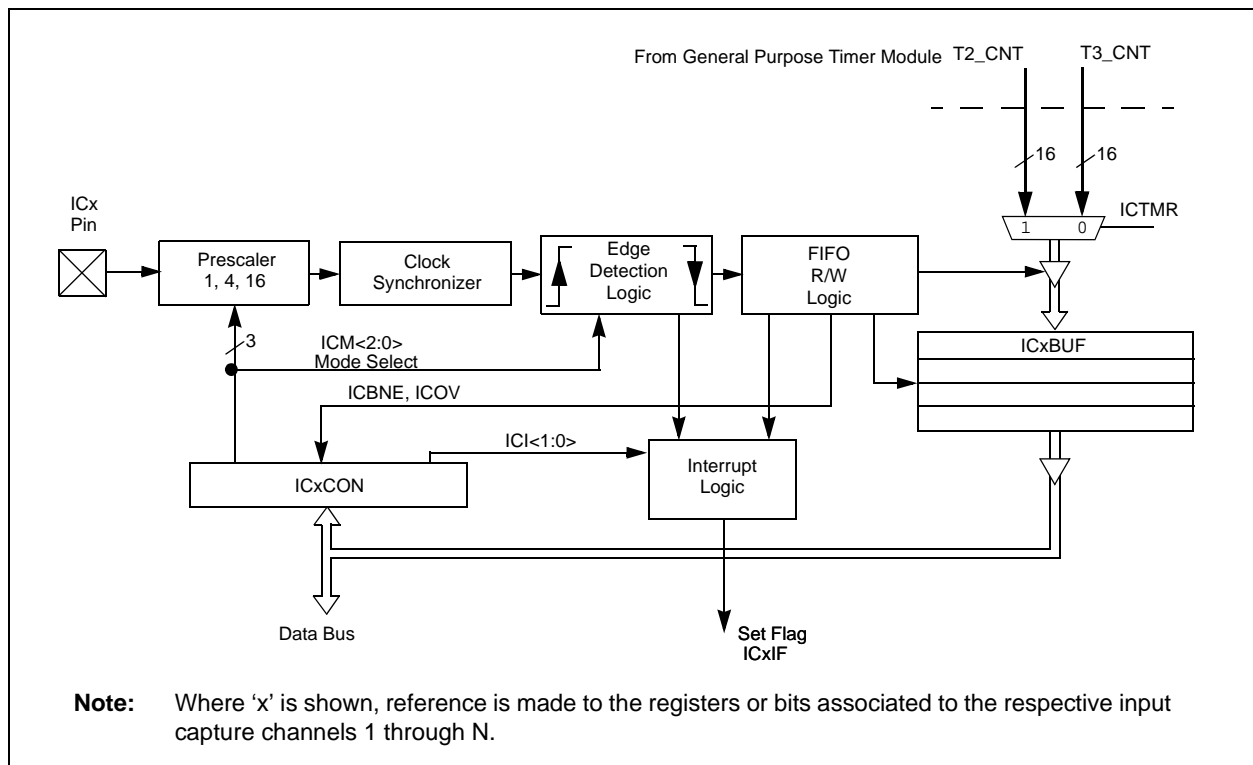 From General Purpose Timer Module T2_CNT T3_CNT
16 16
ICx
Pin
1 0
ICTMR
Prescaler
1, 4, 16
Clock
Synchronizer
Edge
Detection
Logic
FIFO
R/W
Logic
3
ICM<2:0>
Mode Select
ICxBUF
ICBNE, ICOV
ICI<1:0>
Interrupt
Logic
ICxCON
Data Bus
Set Flag
ICxIF
Note: Where ‘x’ is shown, reference is made to the registers or bits associated to the respective input
capture channels 1 through N.